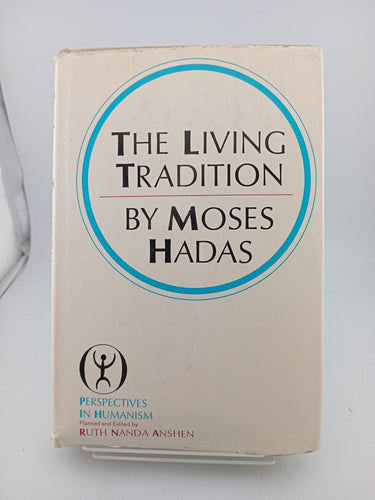 THE LIVING
TRADITION
BY MOSES
HADAS
PERSPECTIVES
IN HUMANISM
Planned and Edited by
RUTH NANDA ANSHEN